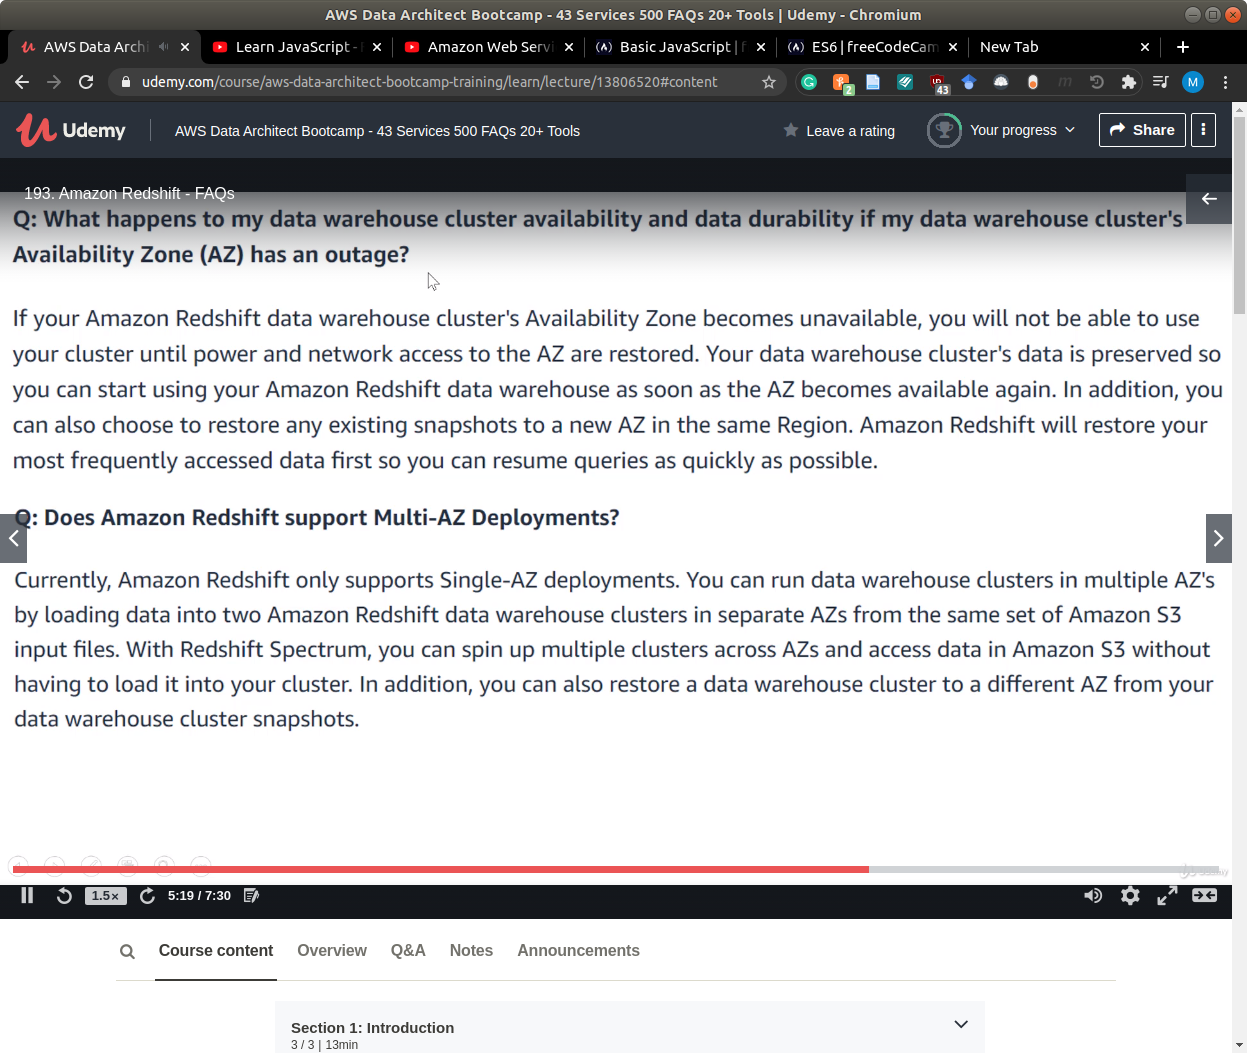 AWS Data Architect Bootcamp - 43 Services 500 FAQs 20+ Tools | Udemy - Chromium
AWS Data Archi
Learn JavaScript -
Amazon Web Servi
Basic JavaScript | f
ES6 | freeCodeCam
New Tab
udemy.com/course/aws-data-architect-bootcamp-training/learn/lecture/13806520#content
2
43
M
Udemy
AWS Data Architect Bootcamp - 43 Services 500 FAQs 20+ Tools
Leave a rating
Your progress
Share
193. Amazon Redshift - FAQs
Q: What happens to my data warehouse cluster availability and data durability if my data warehouse cluster's
Availability Zone (AZ) has an outage?
If your Amazon Redshift data warehouse cluster's Availability Zone becomes unavailable, you will not be able to use
your cluster until power and network access to the AZ are restored. Your data warehouse cluster's data is preserved so
you can start using your Amazon Redshift data warehouse as soon as the AZ becomes available again. In addition, you
can also choose to restore any existing snapshots to a new AZ in the same Region. Amazon Redshift will restore your
most frequently accessed data first so you can resume queries as quickly as possible.
Q: Does Amazon Redshift support Multi-AZ Deployments?
Currently, Amazon Redshift only supports Single-AZ deployments. You can run data warehouse clusters in multiple AZ's
by loading data into two Amazon Redshift data warehouse clusters in separate AZs from the same set of Amazon S3
input files. With Redshift Spectrum, you can spin up multiple clusters across AZs and access data in Amazon S3 without
having to load it into your cluster. In addition, you can also restore a data warehouse cluster to a different AZ from your
data warehouse cluster snapshots.
1.5×
5:19 / 7:30
Course content
Overview
Q&A
Notes
Announcements
Section 1: Introduction
3 / 3 | 13min